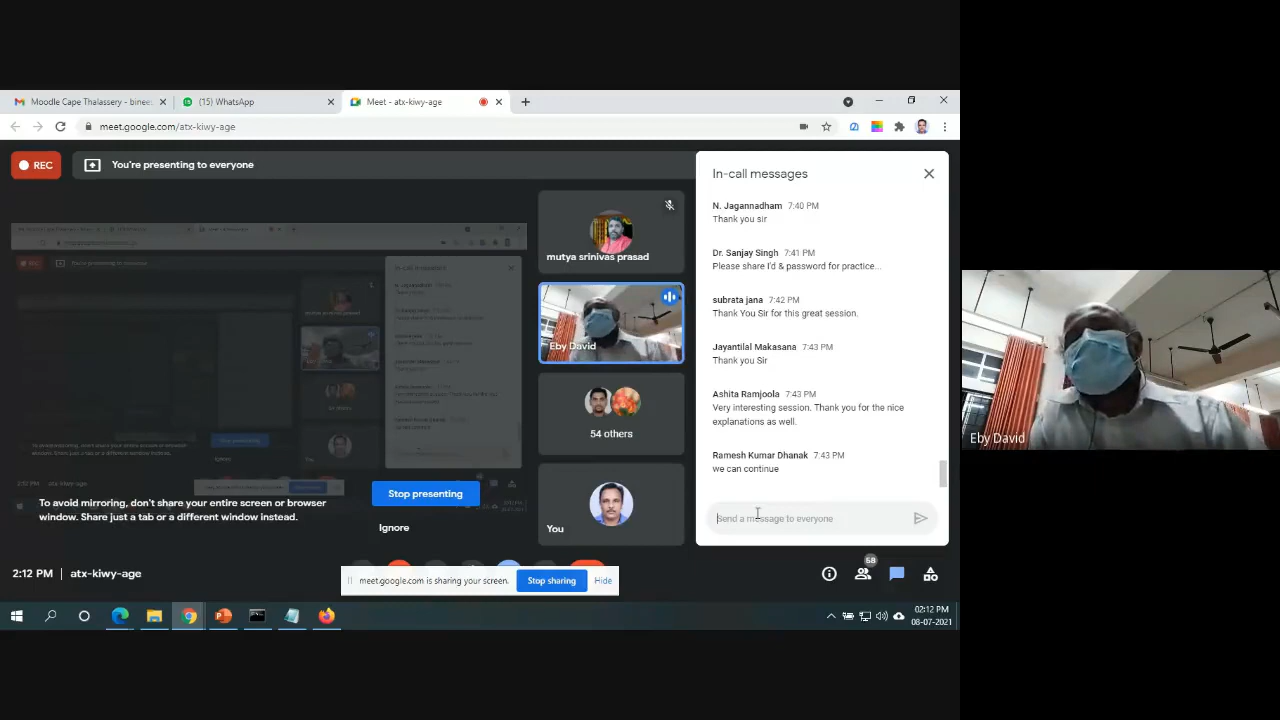 Moodle Cape Thalassery - binee
(15) WhatsApp
Meet - atx-kiwy-age
meet.google.com/atx-kiwy-age
REC
You're presenting to everyone
In-call messages
N. Jagannadham 7:40 PM
Thank you sir
Dr. Sanjay Singh 7:41 PM
Please share I'd & password for practice...
subrata jana 7:42 PM
Thank You Sir for this great session.
Jayantilal Makasana 7:43 PM
Thank you Sir
Ashita Ramjoola 7:43 PM
Very interesting session. Thank you for the nice
explanations as well.
Ramesh Kumar Dhanak 7:43 PM
we can continue
Send a message to everyone
mutya srinivas prasad
Eby David
54 others
You
To avoid mirroring, don't share your entire screen or browser
window. Share just a tab or a different window instead.
Stop presenting
Ignore
2:12 PM | atx-kiwy-age
58
meet.google.com is sharing your screen.
Stop sharing
Hide
02:12 PM
08-07-2021
Eby David